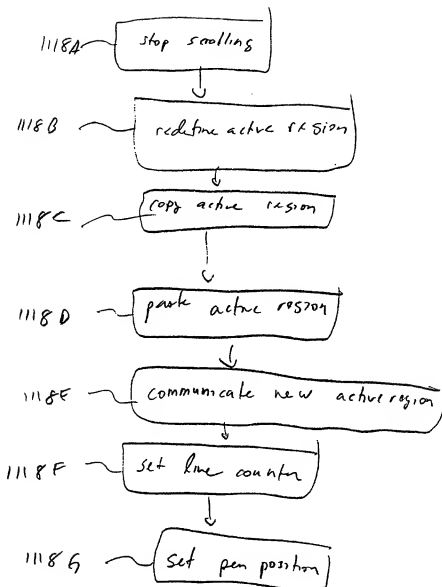 1118A
stop scrolling
1118B
redefine active region
1118C
copy active region
1118D
paste active region
1118E
communicate new active region
1118F
set line counter
1118G
set pen position